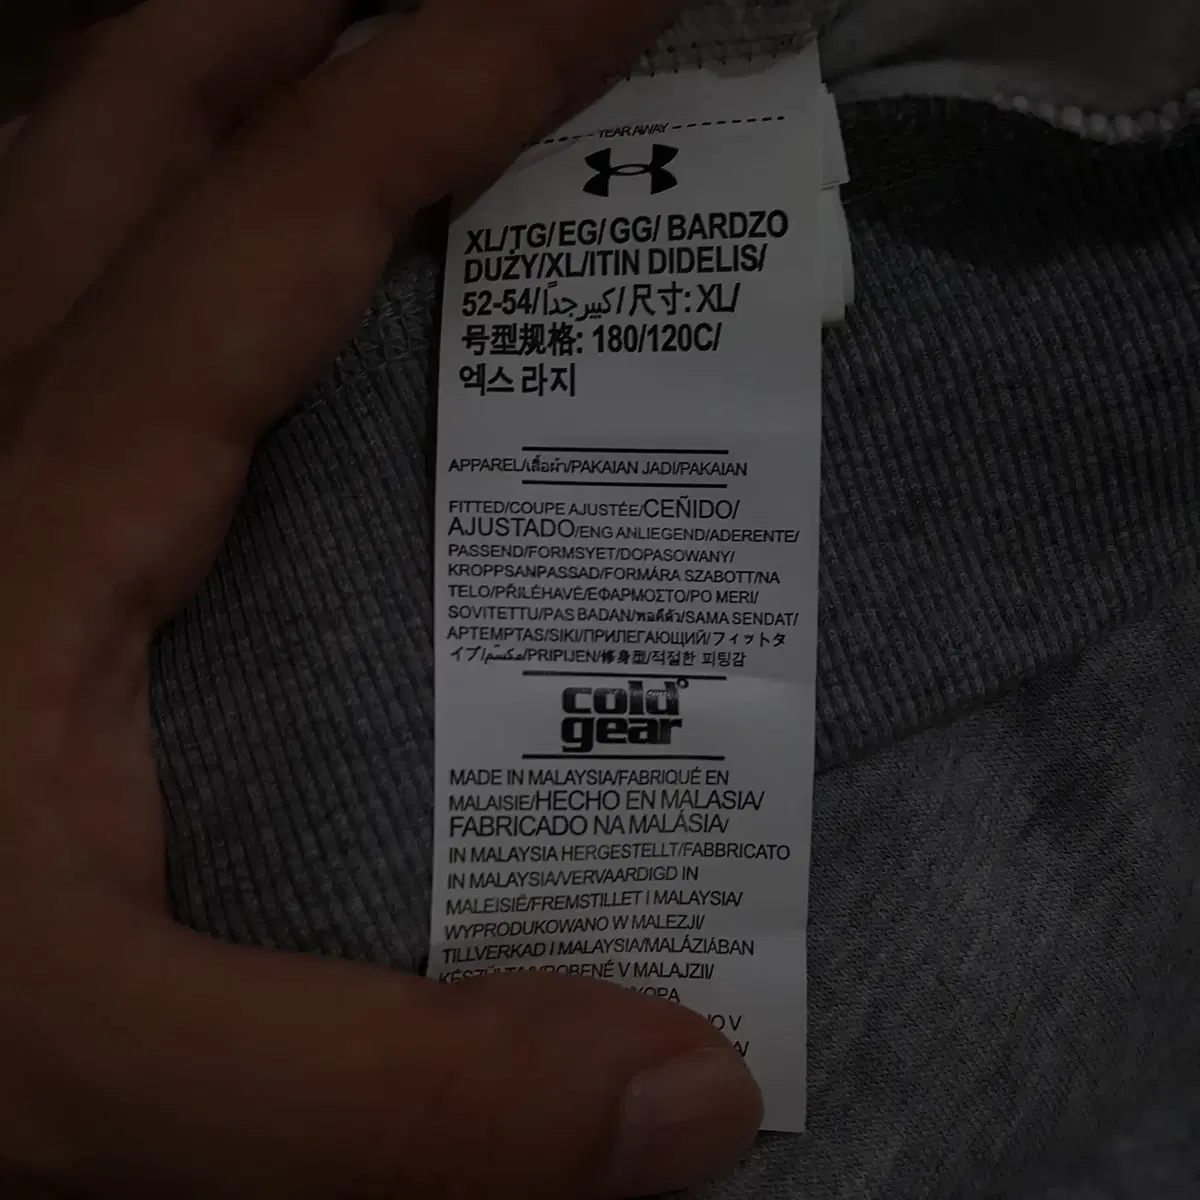 TEAR AWAY
XL/TG/EG/GG/ BARDZO
DUŻY/XL/ITIN DIDELIS/
52-54/كبير جداً/尺寸: XL/
号型规格: 180/120C/
엑스 라지
APPAREL/เสื้อผ้า/PAKAIAN JADI/PAKAIAN
FITTED/COUPE AJUSTÉE/CEÑIDO/
AJUSTADO/ENG ANLIEGEND/ADERENTE/
PASSEND/FORMSYET/DOPASOWANY/
KROPPSANPASSAD/FORMÁRA SZABOTT/NA
TELO/PŘILÉHAVÉ/ΕΦΑΡΜΟΣΤΟ/PO MERI/
SOVITETTU/PAS BADAN/พอดีตัว/SAMA SENDAT/
APTEMPTAS/SIKI/ПРИЛЕГАЮЩИЙ/フィットタ
イプ/مكسّم/PRIPIJEN/修身型/적절한 피팅감
cold
gear
MADE IN MALAYSIA/FABRIQUÉ EN
MALAISIE/HECHO EN MALASIA/
FABRICADO NA MALÁSIA/
IN MALAYSIA HERGESTELLT/FABBRICATO
IN MALAYSIA/VERVAARDIGD IN
MALEISIË/FREMSTILLET I MALAYSIA/
WYPRODUKOWANO W MALEZJI/
TILLVERKAD I MALAYSIA/MALÁZIÁBAN
V MALAJZII/
V